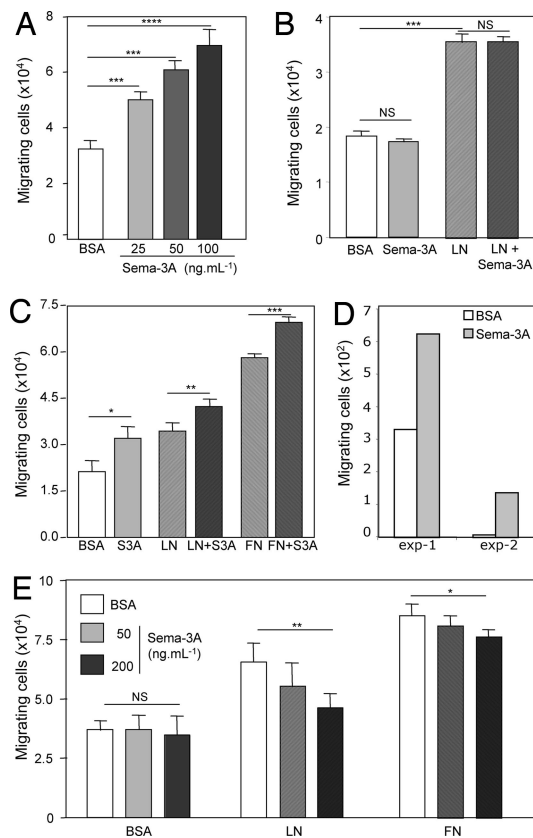 A
Migrating cells (x10⁴)
8
6
4
2
0
***
***
****
BSA
25 50 100
Sema-3A (ng.mL⁻¹)
B
Migrating cells (x10⁴)
4
2
1
0
***
NS
NS
BSA Sema-3A LN LN +
Sema-3A
C
Migrating cells (x10⁴)
7.5
6.0
4.5
3.0
1.5
0.0
*
**
***
BSA S3A LN LN+S3A FN FN+S3A
D
Migrating cells (x10²)
7
6
5
4
3
2
1
0
BSA
Sema-3A
exp-1 exp-2
E
Migrating cells (x10⁴)
10
7.5
5.0
2.5
0
BSA
50
200
Sema-3A
(ng.mL⁻¹)
NS
**
*
BSA LN FN